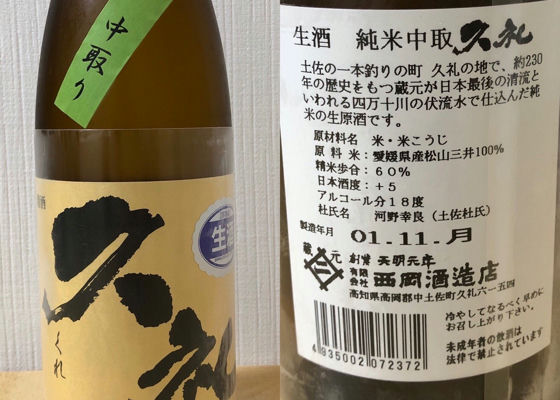 中取り
久礼
くれ
生酒
生酒 純米中取 久礼
土佐の一本釣りの町 久礼の地で、約230
年の歴史をもつ蔵元が日本最後の清流と
いわれる四万十川の伏流水で仕込んだ純
米の生原酒です。
原材料名 米・米こうじ
原料米：愛媛県産松山三井100%
精米歩合：60%
日本酒度：＋5
アルコール分18度
杜氏名 河野幸良（土佐杜氏）
製造年月 01.11.月
蔵元 創業 天明元年
有限会社 西岡酒造店
高知県高岡郡中土佐町久礼六ー一五四
冷やしてなるべく早めに
お召し上がり下さい。
未成年者の飲酒は
法律で禁止されています
4935002072372